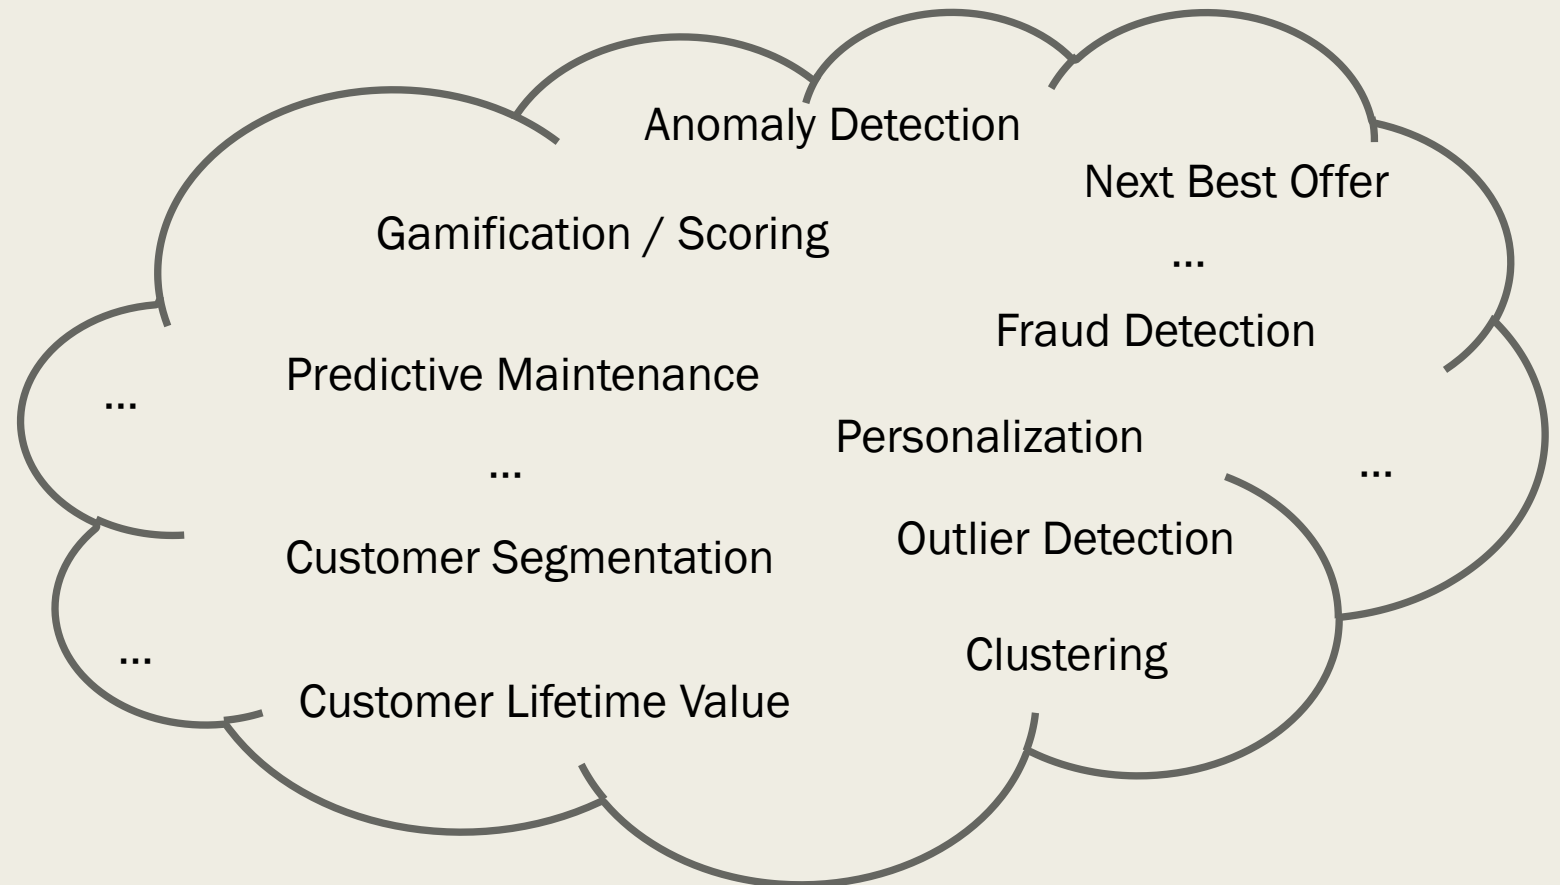 Anomaly Detection
Next Best Offer
Gamification / Scoring
...
Fraud Detection
Predictive Maintenance
...
Personalization
...
...
Outlier Detection
Customer Segmentation
Clustering
...
Customer Lifetime Value